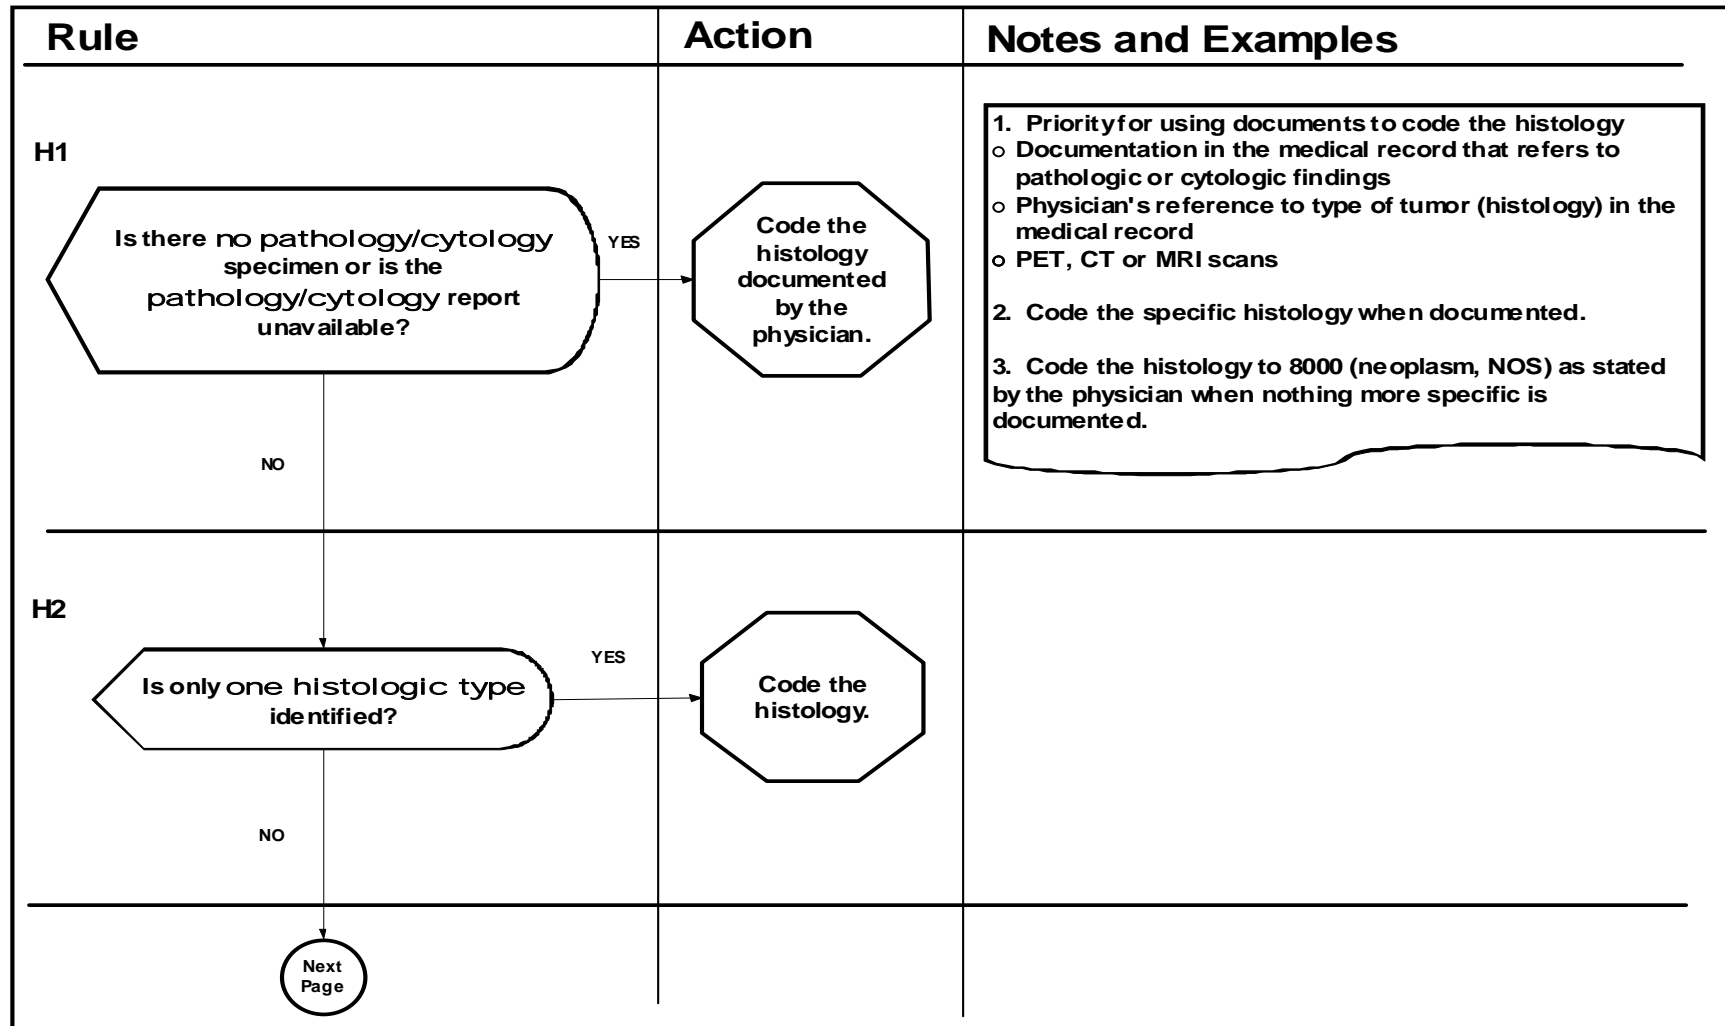 Rule
Action
Notes and Examples
H1
Is there no pathology/cytology
specimen or is the
pathology/cytology report
unavailable?
YES
Code the
histology
documented
by the
physician.
1. Priority for using documents to code the histology
o Documentation in the medical record that refers to
pathologic or cytologic findings
o Physician's reference to type of tumor (histology) in the
medical record
o PET, CT or MRI scans
2. Code the specific histology when documented.
3. Code the histology to 8000 (neoplasm, NOS) as stated
by the physician when nothing more specific is
documented.
NO
H2
Is only one histologic type
identified?
YES
Code the
histology.
NO
Next
Page